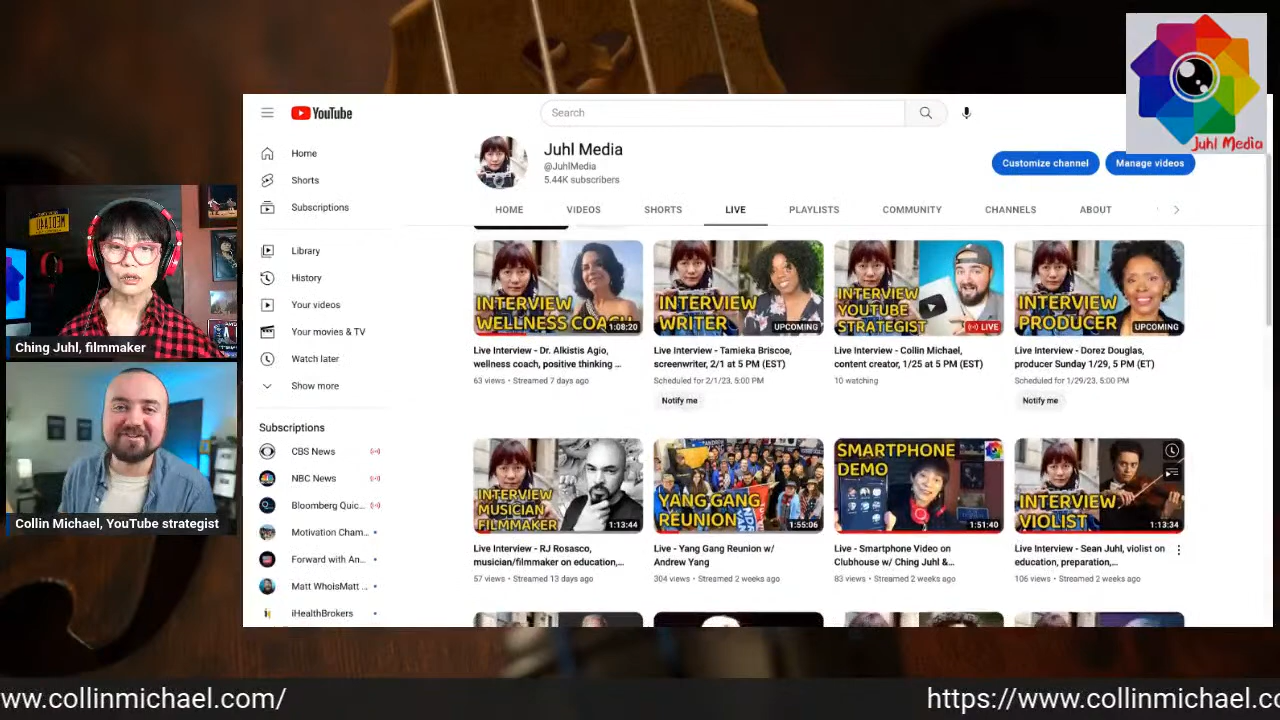 YouTube
Search
Juhl Media
@JuhlMedia
5.44K subscribers
Customize channel
Manage videos
Juhl Media
HOME
VIDEOS
SHORTS
LIVE
PLAYLISTS
COMMUNITY
CHANNELS
ABOUT
Home
Shorts
Subscriptions
Library
History
Your videos
Your movies & TV
Watch later
Show more
Subscriptions
CBS News
NBC News
Bloomberg Quic...
Motivation Cham...
Forward with An...
Matt WhoisMatt ...
iHealthBrokers
Ching Juhl, filmmaker
Collin Michael, YouTube strategist
INTERVIEW
WELLNESS COACH
1:08:20
Live Interview - Dr. Alkistis Agio,
wellness coach, positive thinking ...
63 views • Streamed 7 days ago
INTERVIEW
WRITER
UPCOMING
Live Interview - Tamieka Briscoe,
screenwriter, 2/1 at 5 PM (EST)
Scheduled for 2/1/23, 5:00 PM
Notify me
INTERVIEW
YOUTUBE
STRATEGIST
LIVE
Live Interview - Collin Michael,
content creator, 1/25 at 5 PM (EST)
10 watching
INTERVIEW
PRODUCER
UPCOMING
Live Interview - Dorez Douglas,
producer Sunday 1/29, 5 PM (ET)
Scheduled for 1/29/23, 5:00 PM
Notify me
INTERVIEW
MUSICIAN
FILMMAKER
1:13:44
Live Interview - RJ Rosasco,
musician/filmmaker on education,...
57 views • Streamed 13 days ago
YANG GANG
REUNION
1:55:06
Live - Yang Gang Reunion w/
Andrew Yang
304 views • Streamed 2 weeks ago
SMARTPHONE
DEMO
1:51:40
Live - Smartphone Video on
Clubhouse w/ Ching Juhl &...
83 views • Streamed 2 weeks ago
INTERVIEW
VIOLIST
1:13:34
Live Interview - Sean Juhl, violist on
education, preparation,...
106 views • Streamed 2 weeks ago
ww.collinmichael.com/
https://www.collinmichael.co